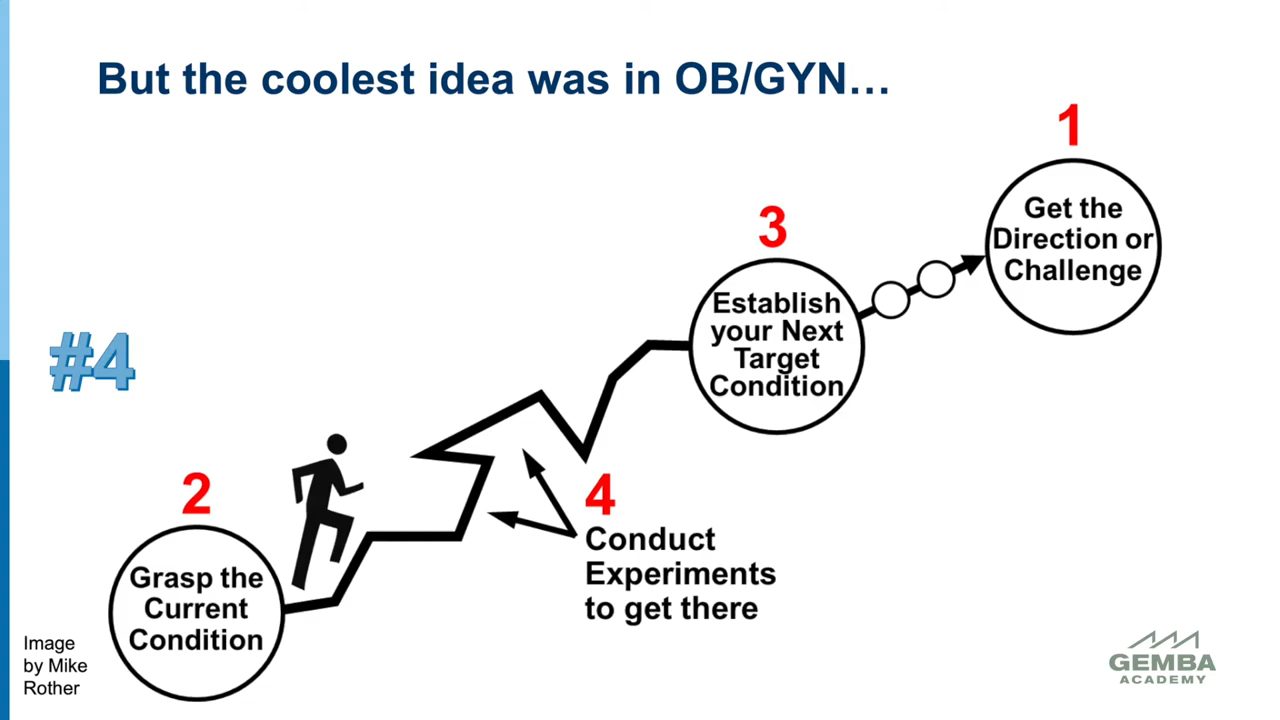 But the coolest idea was in OB/GYN…
1
Get the
Direction or
Challenge
3
Establish
your Next
Target
Condition
#4
2
Grasp the
Current
Condition
4
Conduct
Experiments
to get there
Image
by Mike
Rother
GEMBA
ACADEMY